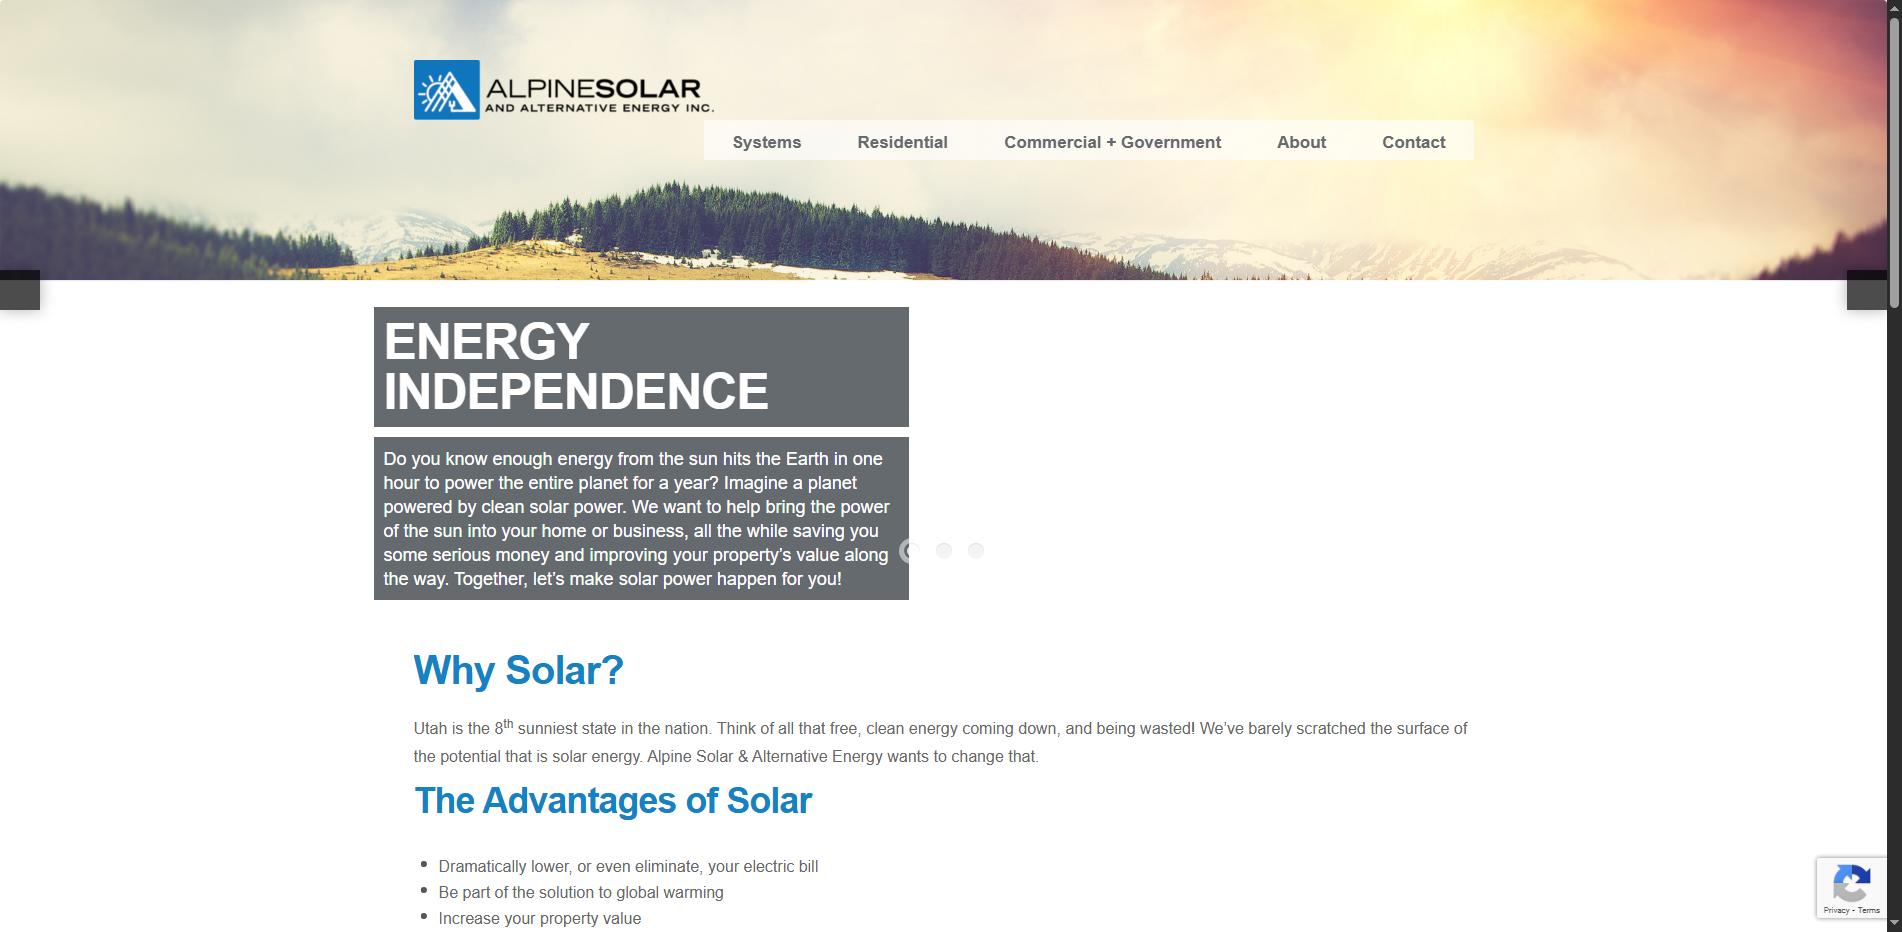 ALPINESOLAR
AND ALTERNATIVE ENERGY INC.
Systems Residential Commercial + Government About Contact
ENERGY
INDEPENDENCE
Do you know enough energy from the sun hits the Earth in one
hour to power the entire planet for a year? Imagine a planet
powered by clean solar power. We want to help bring the power
of the sun into your home or business, all the while saving you
some serious money and improving your property’s value along
the way. Together, let’s make solar power happen for you!
Why Solar?
Utah is the 8th sunniest state in the nation. Think of all that free, clean energy coming down, and being wasted! We’ve barely scratched the surface of
the potential that is solar energy. Alpine Solar & Alternative Energy wants to change that.
The Advantages of Solar
Dramatically lower, or even eliminate, your electric bill
Be part of the solution to global warming
Increase your property value
Privacy - Terms